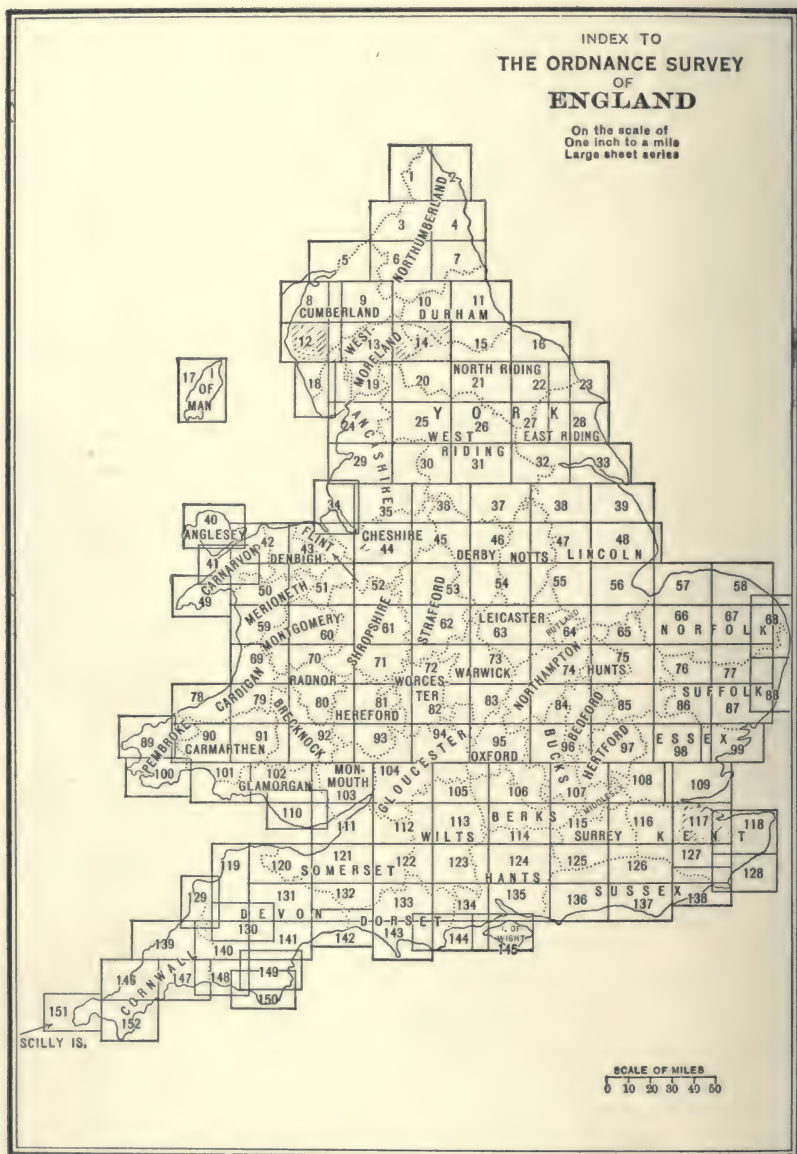 INDEX TO
THE ORDNANCE SURVEY
OF
ENGLAND
On the scale of
One inch to a mile
Large sheet series
1 2
3 4
NORTHUMBERLAND
5 6 7
8 9 10 11
CUMBERLAND DURHAM
12 13 14 15 16
WEST-
MORELAND
17 I.
OF
MAN
18 19 20 21 22 23
NORTH RIDING
24 25 26 27 28
YORK
WEST EAST RIDING
RIDING
29 30 31 32 33
LANCASHIRE
34 35 36 37 38 39
40
ANGLESEY
41 42 43 44 45 46 47 48
CARNARVON DENBIGH FLINT CHESHIRE DERBY NOTTS LINCOLN
49 50 51 52 53 54 55 56 57 58
MERIONETH SHROPSHIRE STRAFFORD LEICASTER RUTLAND
59 60 61 62 63 64 65 66 67 68
MONTGOMERY NORFOLK
69 70 71 72 73 74 75 76 77
RADNOR WORCES-
TER WARWICK NORTHAMPTON HUNTS SUFFOLK
78 79 80 81 82 83 84 85 86 87 88
CARDIGAN BRECKNOCK HEREFORD BEDFORD
89 90 91 92 93 94 95 96 97 98 99
PEMBROKE CARMARTHEN GLOUCESTER OXFORD BUCKS HERTFORD ESSEX
100 101 102 103 104 105 106 107 108 109
GLAMORGAN MON-
MOUTH
110 111 112 113 114 115 116 117 118
WILTS BERKS SURREY KENT
119 120 121 122 123 124 125 126 127 128
SOMERSET HANTS SUSSEX
129 130 131 132 133 134 135 136 137 138
DEVON DORSET
139 140 141 142 143 144 145
I. OF
WIGHT
146 147 148 149 150
CORNWALL
151 152
SCILLY IS.
SCALE OF MILES
0 10 20 30 40 50